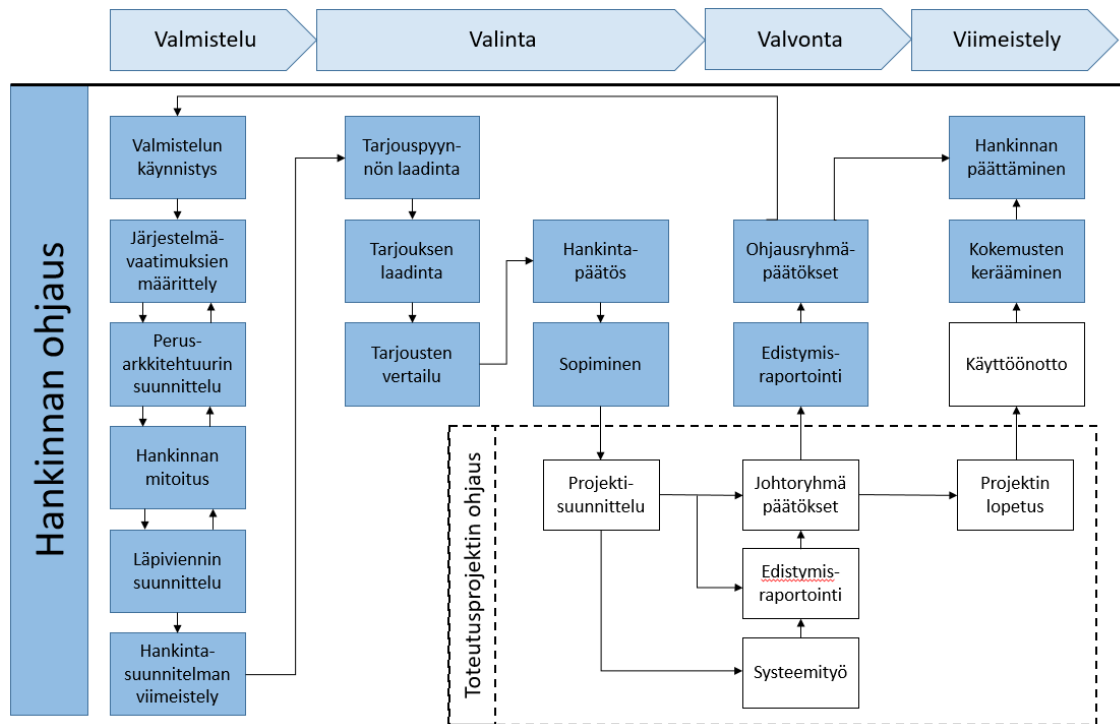 Valmistelu
Valinta
Valvonta
Viimeistely
Hankinnan ohjaus
Valmistelun
käynnistys
Järjestelmä-
vaatimuksien
määrittely
Perus-
arkkitehtuurin
suunnittelu
Hankinnan
mitoitus
Läpiviennin
suunnittelu
Hankinta-
suunnitelman
viimeistely
Tarjouspyyn-
nön laadinta
Tarjouksen
laadinta
Tarjousten
vertailu
Hankinta-
päätös
Sopiminen
Ohjausryhmä-
päätökset
Edistymis-
raportointi
Hankinnan
päättäminen
Kokemusten
kerääminen
Käyttöönotto
Toteutusprojektin ohjaus
Projekti-
suunnittelu
Johtoryhmä
päätökset
Edistymis-
raportointi
Systeemityö
Projektin
lopetus